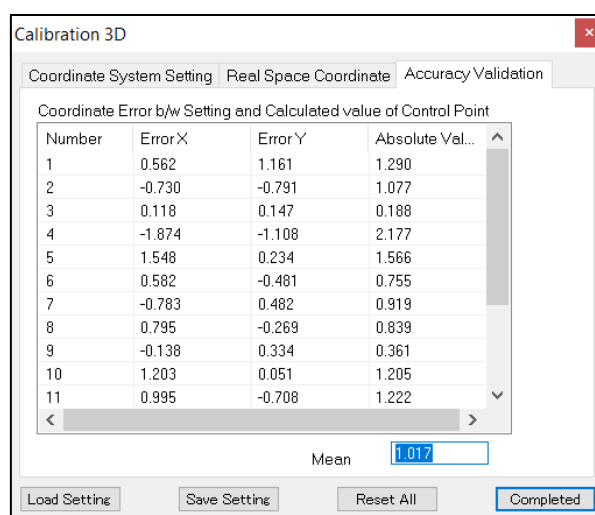 Calibration 3D
Coordinate System Setting Real Space Coordinate Accuracy Validation
Coordinate Error b/w Setting and Calculated value of Control Point
Number Error X Error Y Absolute Val...
1 0.562 1.161 1.290
2 -0.730 -0.791 1.077
3 0.118 0.147 0.188
4 -1.874 -1.108 2.177
5 1.548 0.234 1.566
6 0.582 -0.481 0.755
7 -0.783 0.482 0.919
8 0.795 -0.269 0.839
9 -0.138 0.334 0.361
10 1.203 0.051 1.205
11 0.995 -0.708 1.222
Mean 1.017
Load Setting Save Setting Reset All Completed